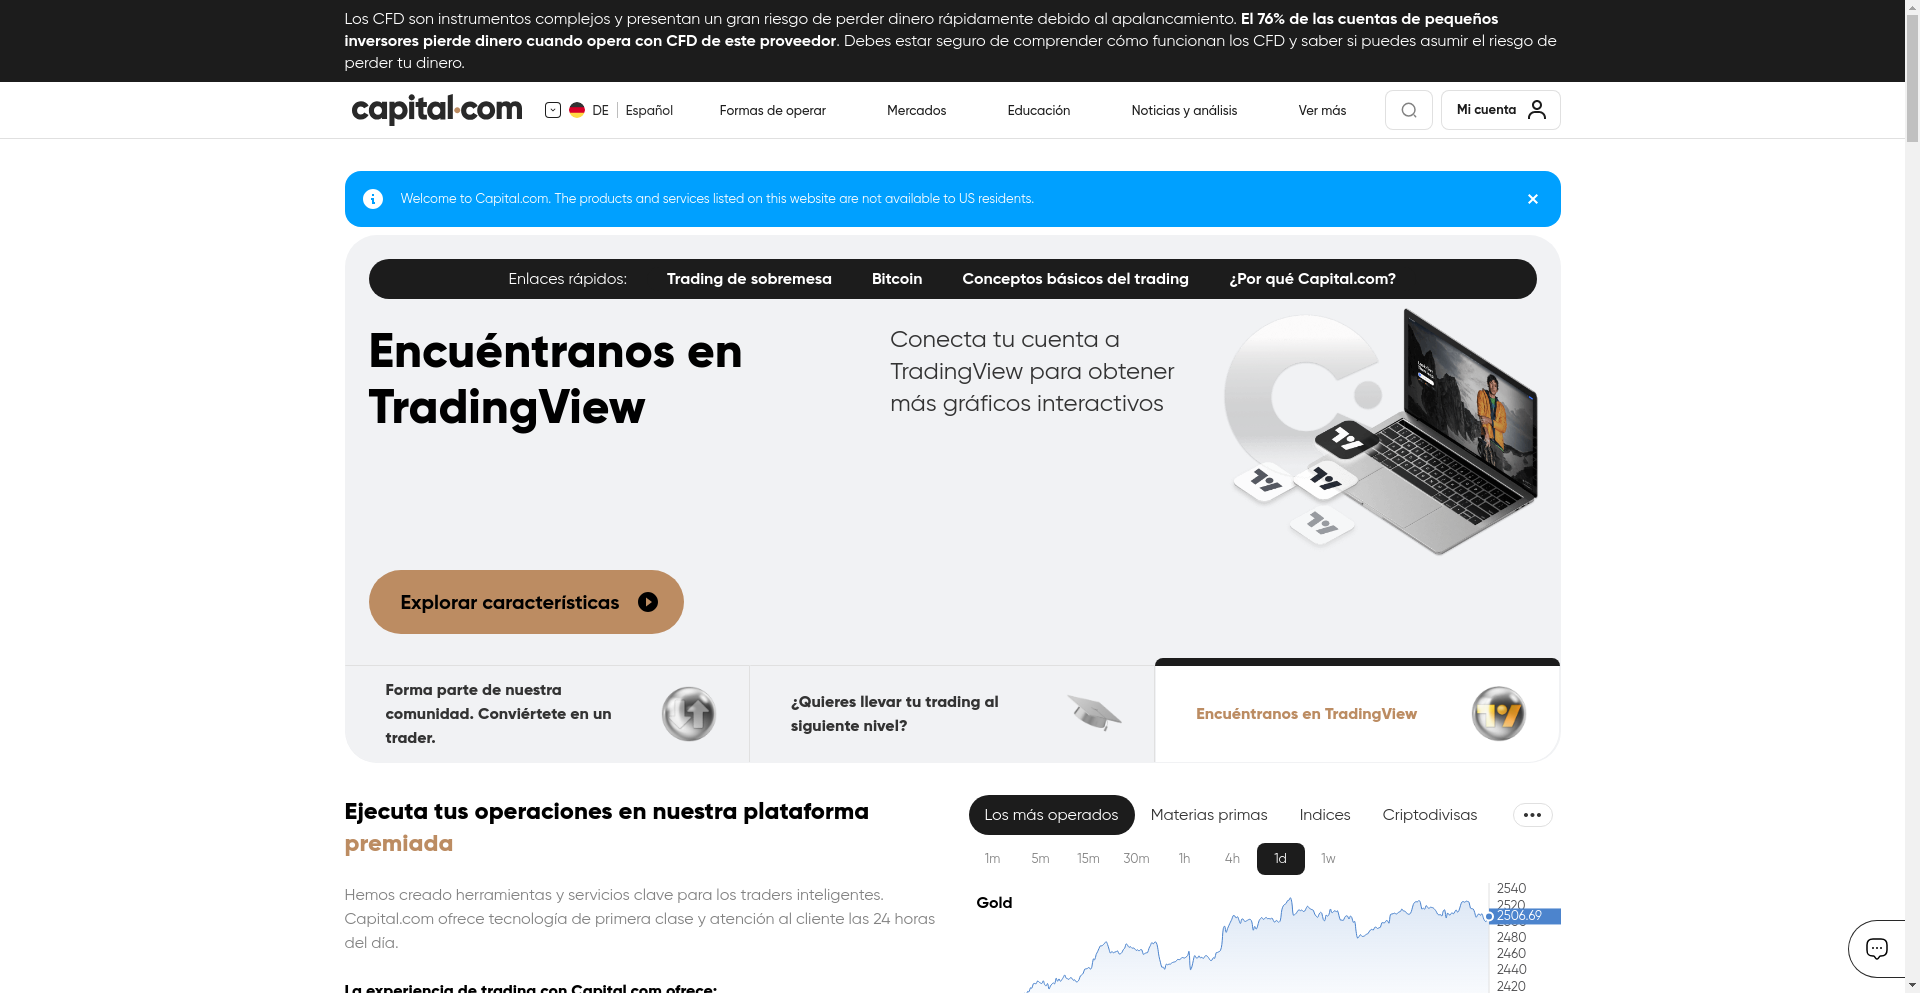 Los CFD son instrumentos complejos y presentan un gran riesgo de perder dinero rápidamente debido al apalancamiento. El 76% de las cuentas de pequeños
inversores pierde dinero cuando opera con CFD de este proveedor. Debes estar seguro de comprender cómo funcionan los CFD y saber si puedes asumir el riesgo de
perder tu dinero.
capital.com
DE
Español
Formas de operar
Mercados
Educación
Noticias y análisis
Ver más
Mi cuenta
Welcome to Capital.com. The products and services listed on this website are not available to US residents.
Enlaces rápidos:
Trading de sobremesa
Bitcoin
Conceptos básicos del trading
¿Por qué Capital.com?
Encuéntranos en
TradingView
Conecta tu cuenta a
TradingView para obtener
más gráficos interactivos
Explorar características
Forma parte de nuestra
comunidad. Conviértete en un
trader.
¿Quieres llevar tu trading al
siguiente nivel?
Encuéntranos en TradingView
Ejecuta tus operaciones en nuestra plataforma
premiada
Hemos creado herramientas y servicios clave para los traders inteligentes.
Capital.com ofrece tecnología de primera clase y atención al cliente las 24 horas
del día.
La experiencia de trading con Capital.com ofrece:
Los más operados
Materias primas
Indices
Criptodivisas
1m
5m
15m
30m
1h
4h
1d
1w
Gold
2540
2520
2506.69
2480
2460
2440
2420